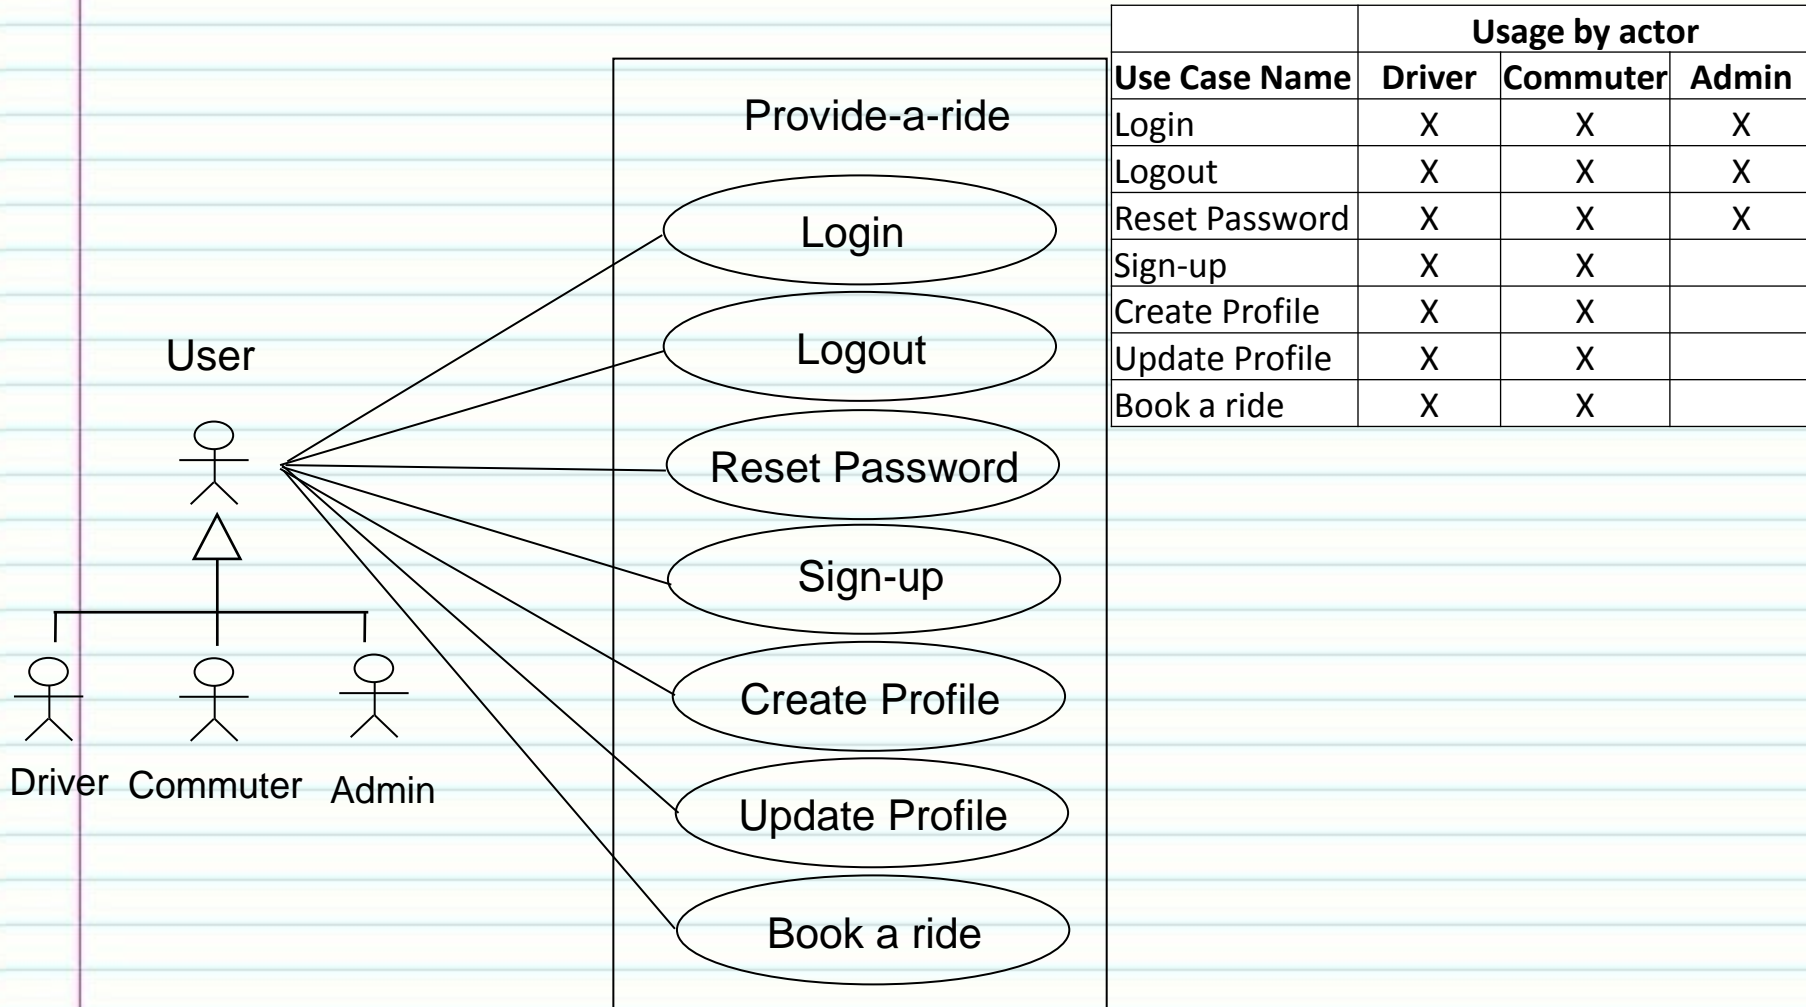 Provide-a-ride
Login
Logout
Reset Password
Sign-up
Create Profile
Update Profile
Book a ride
User
Driver Commuter Admin
Usage by actor
Use Case Name Driver Commuter Admin
Login X X X
Logout X X X
Reset Password X X X
Sign-up X X
Create Profile X X
Update Profile X X
Book a ride X X